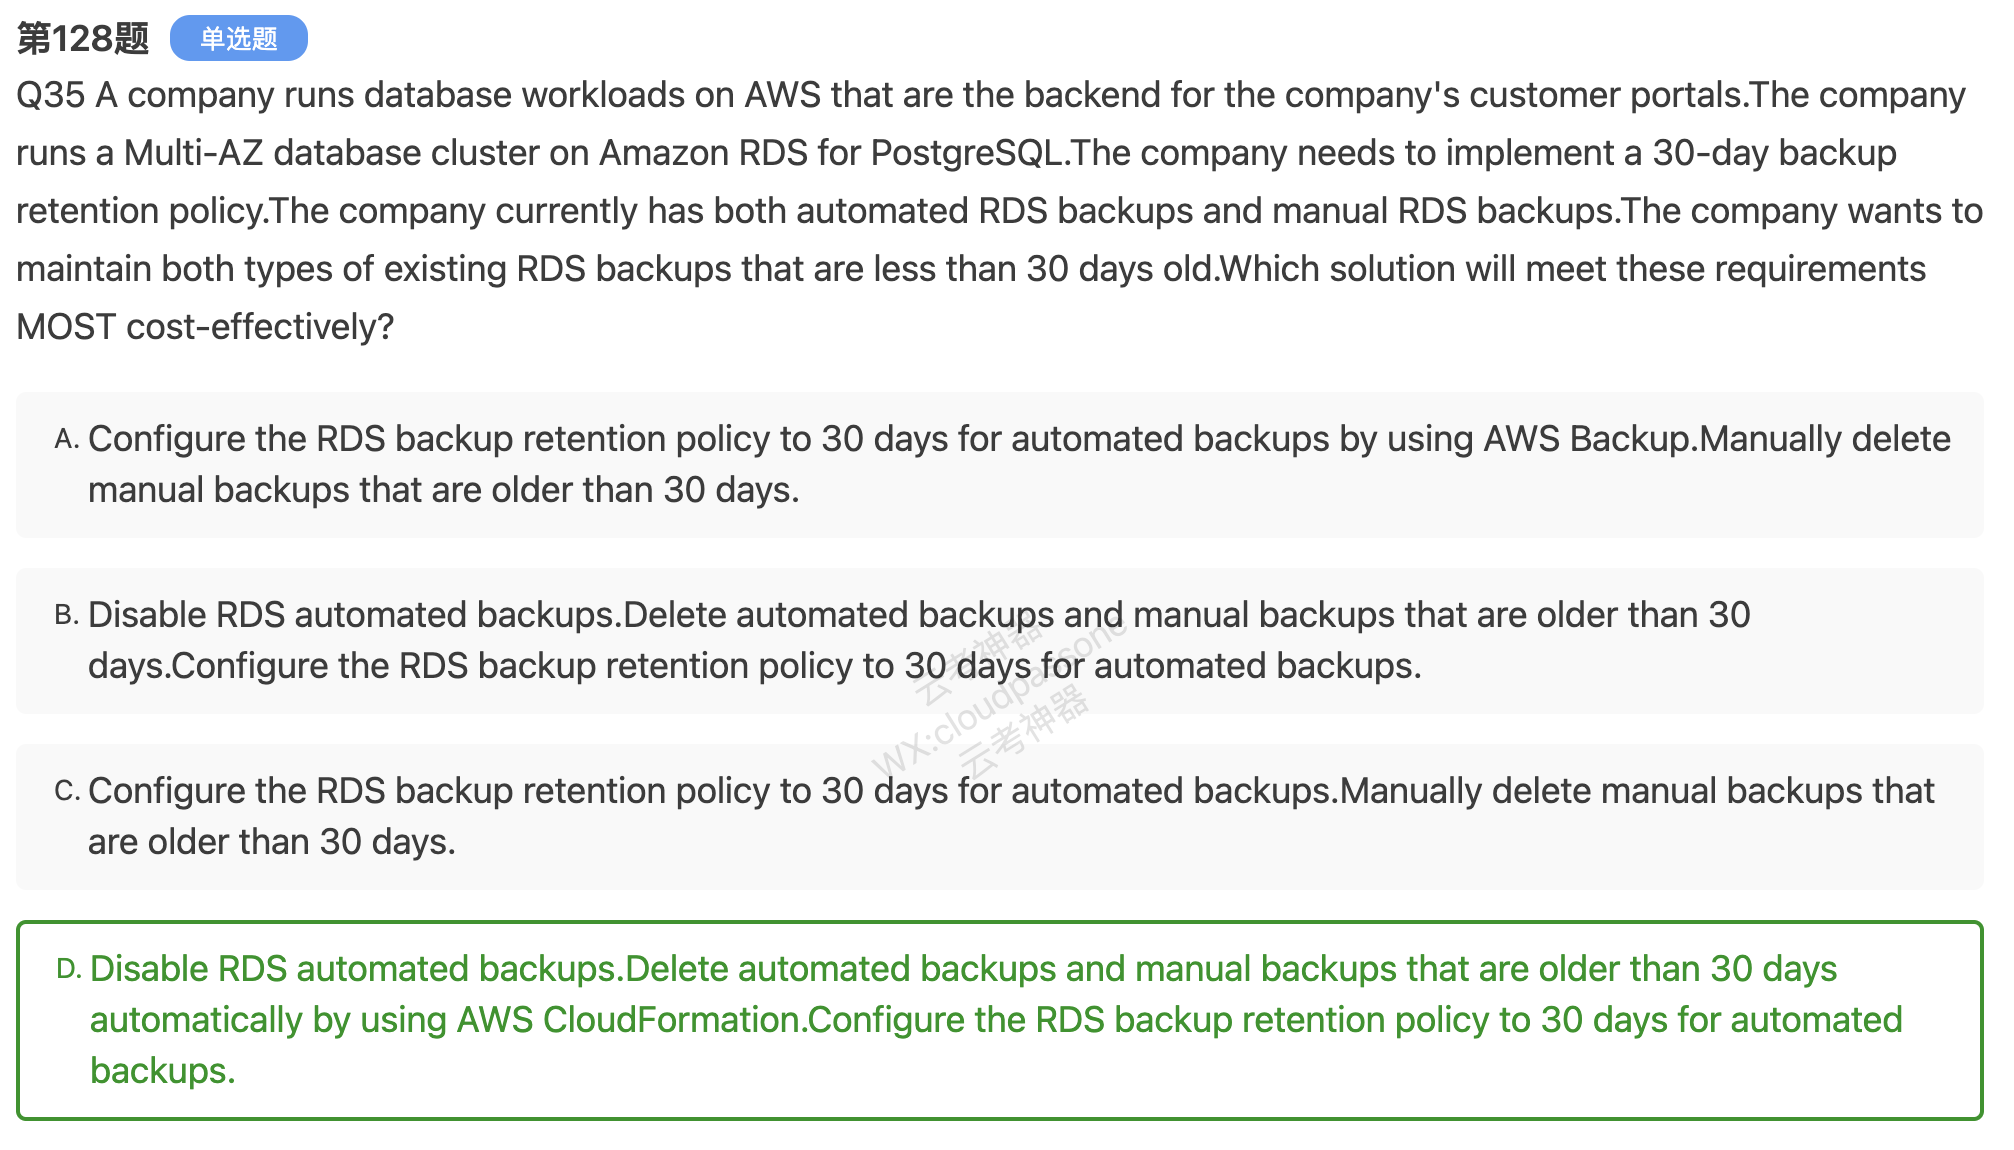 第128题 单选题
Q35 A company runs database workloads on AWS that are the backend for the company's customer portals.The company
runs a Multi-AZ database cluster on Amazon RDS for PostgreSQL.The company needs to implement a 30-day backup
retention policy.The company currently has both automated RDS backups and manual RDS backups.The company wants to
maintain both types of existing RDS backups that are less than 30 days old.Which solution will meet these requirements
MOST cost-effectively?
A. Configure the RDS backup retention policy to 30 days for automated backups by using AWS Backup.Manually delete
manual backups that are older than 30 days.
B. Disable RDS automated backups.Delete automated backups and manual backups that are older than 30
days.Configure the RDS backup retention policy to 30 days for automated backups.
云考神器
WX:cloudpassone
云考神器
C. Configure the RDS backup retention policy to 30 days for automated backups.Manually delete manual backups that
are older than 30 days.
D. Disable RDS automated backups.Delete automated backups and manual backups that are older than 30 days
automatically by using AWS CloudFormation.Configure the RDS backup retention policy to 30 days for automated
backups.